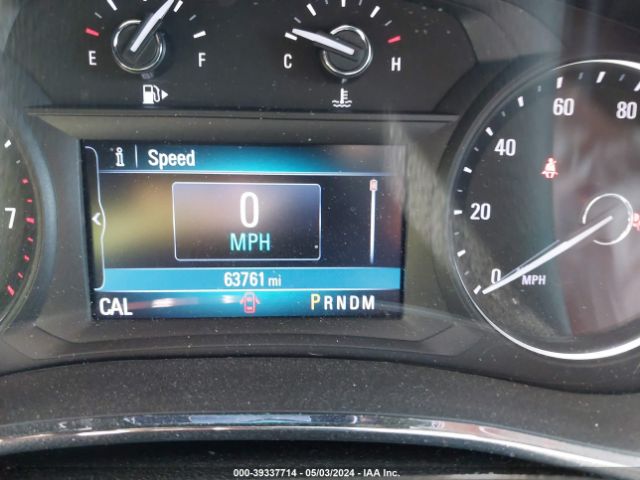 E F
C H
i Speed
60
80
40
20
0
MPH
7
0
MPH
63761 mi
CAL PRNDM
000-39337714 - 05/03/2024 - IAA Inc.